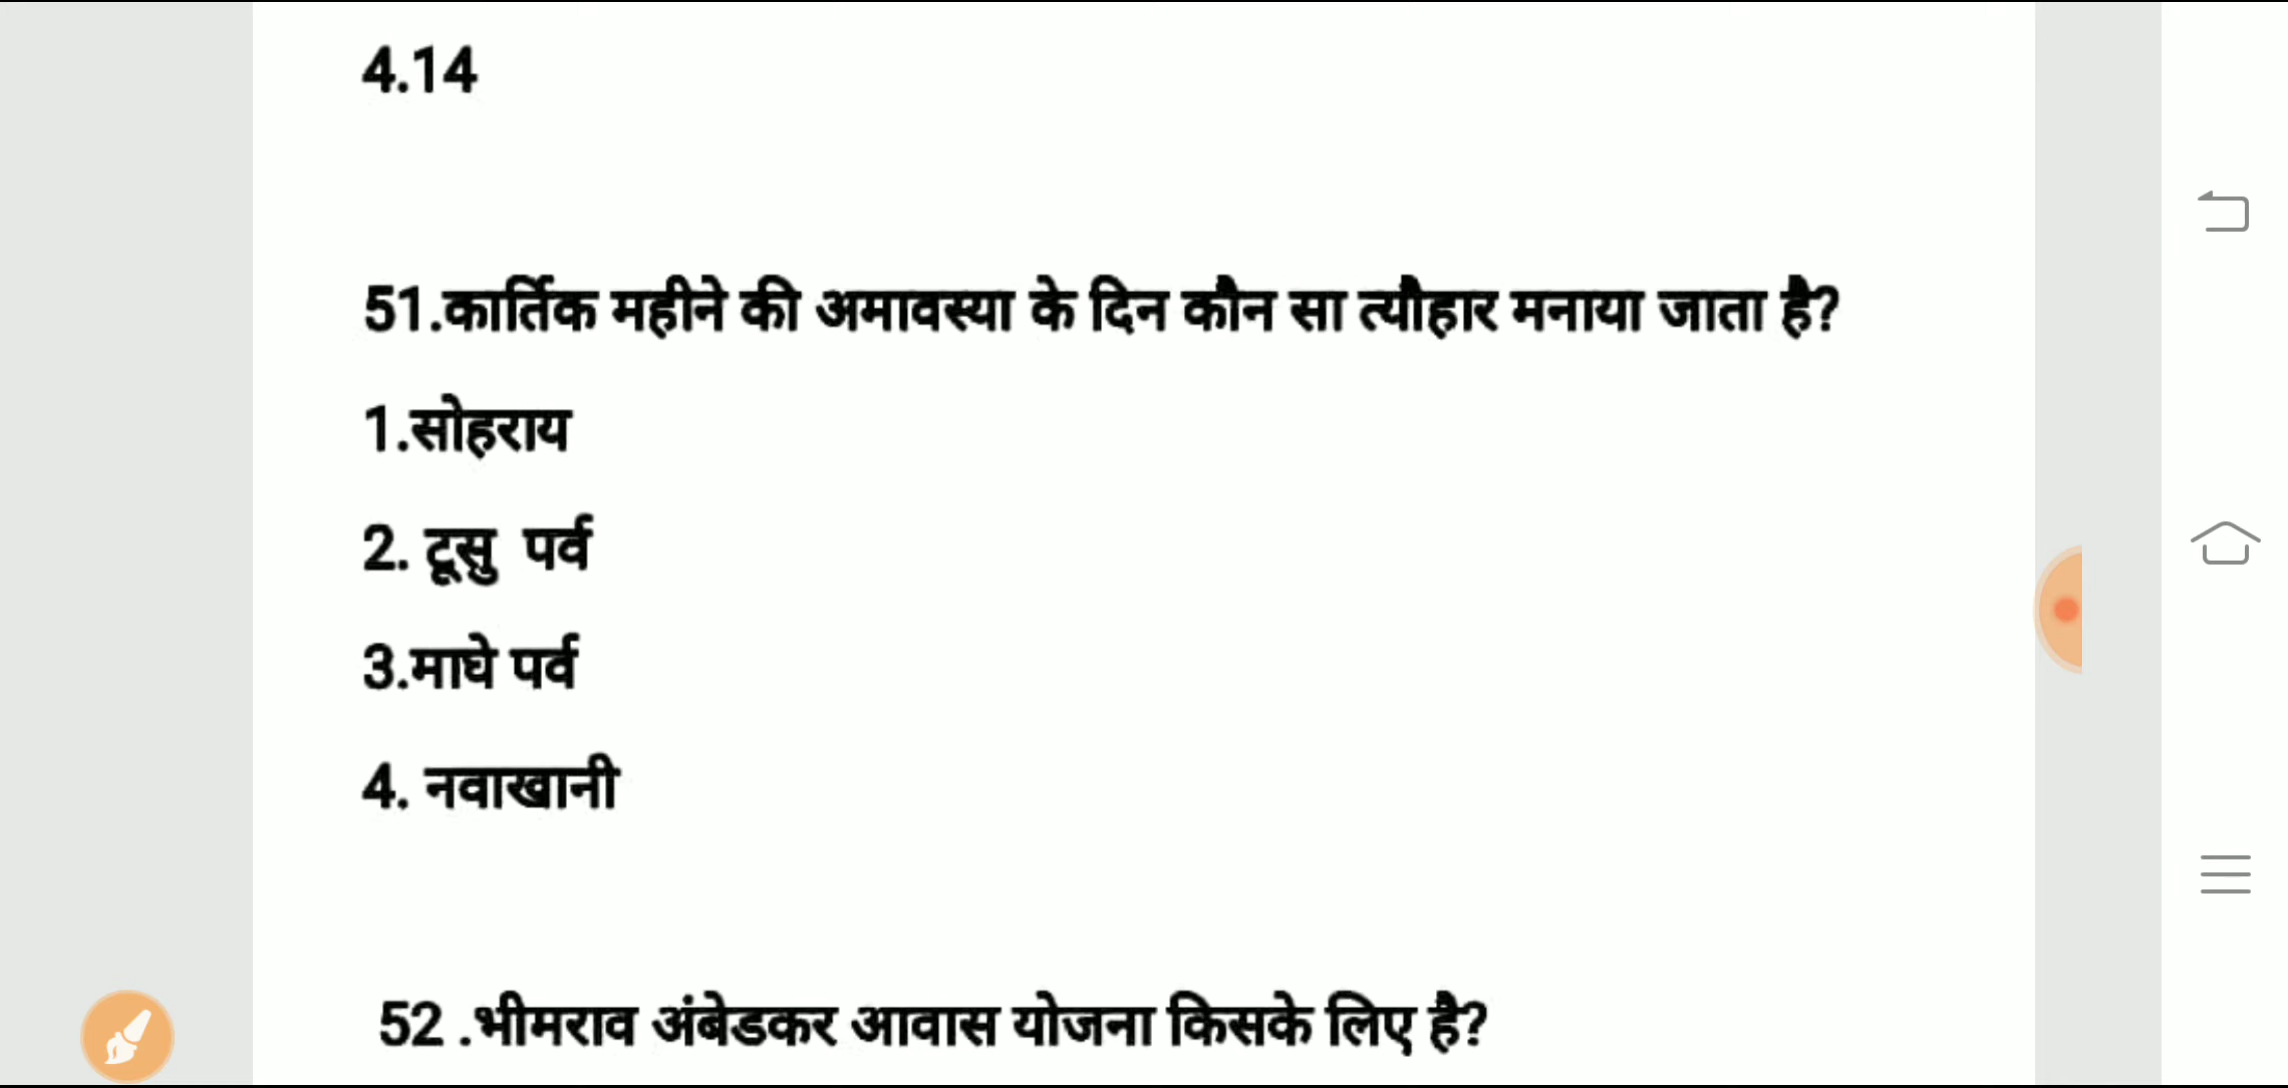 4.14
51.कार्तिक महीने की अमावस्या के दिन कौन सा त्यौहार मनाया जाता है?
1.सोहराय
2. टूसु पर्व
3.माघे पर्व
4. नवाखानी
52 .भीमराव अंबेडकर आवास योजना किसके लिए है?